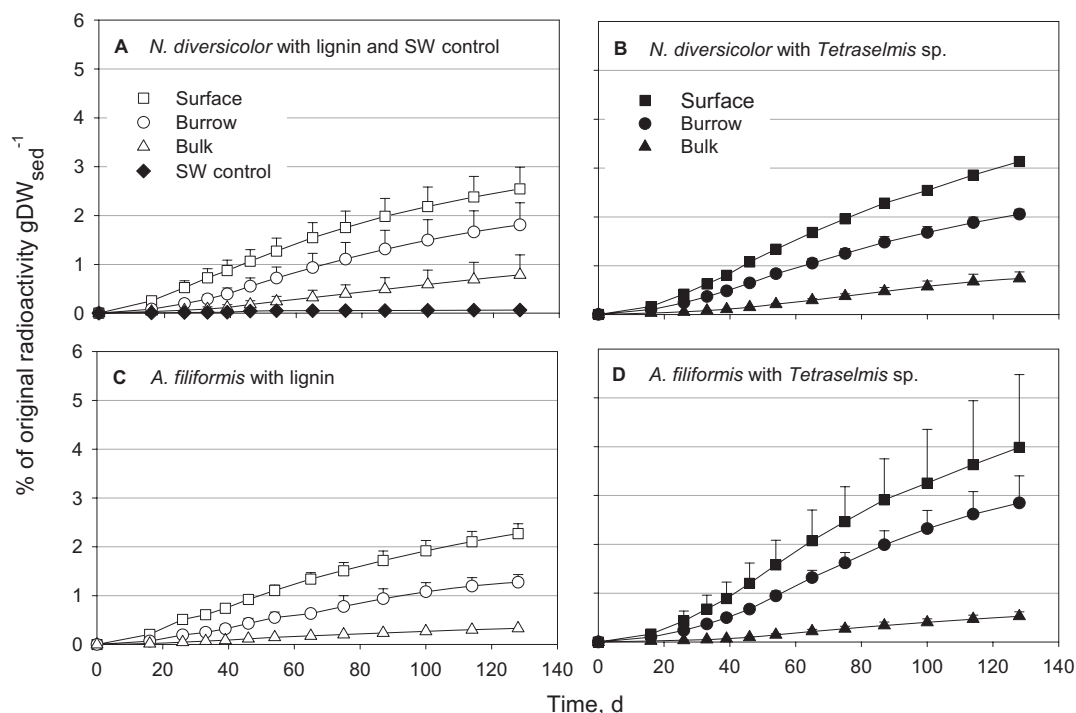 % of original radioactivity gDW_sed^-1
6
5
4
3
2
1
0
A N. diversicolor with lignin and SW control
Surface
Burrow
Bulk
SW control
B N. diversicolor with Tetraselmis sp.
Surface
Burrow
Bulk
6
5
4
3
2
1
0
C A. filiformis with lignin
D A. filiformis with Tetraselmis sp.
0 20 40 60 80 100 120 140
0 20 40 60 80 100 120 140
Time, d